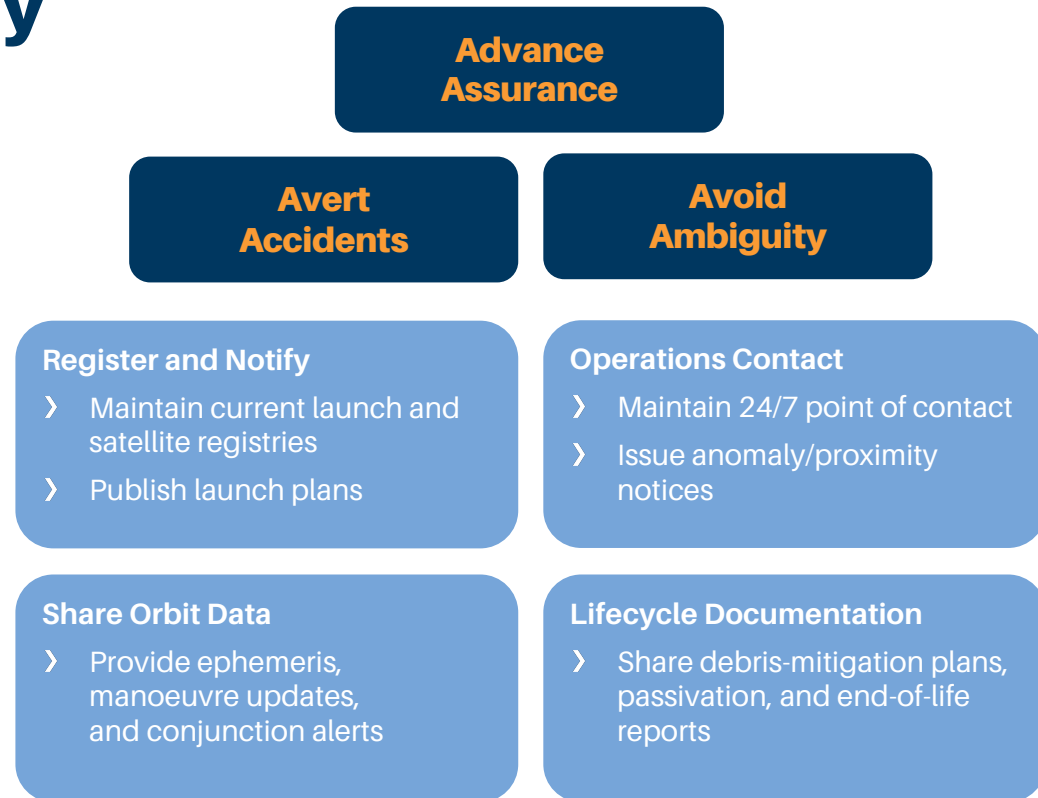 y
Advance
Assurance
Avert
Accidents
Avoid
Ambiguity
Register and Notify
❯ Maintain current launch and
satellite registries
❯ Publish launch plans
Operations Contact
❯ Maintain 24/7 point of contact
❯ Issue anomaly/proximity
notices
Share Orbit Data
❯ Provide ephemeris,
manoeuvre updates,
and conjunction alerts
Lifecycle Documentation
❯ Share debris-mitigation plans,
passivation, and end-of-life
reports